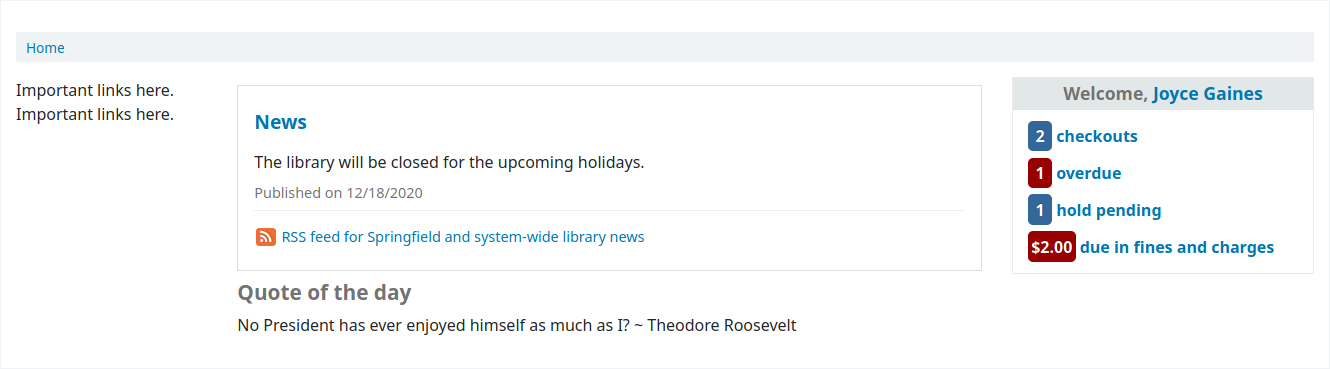 Home
Important links here.
Important links here.
News
The library will be closed for the upcoming holidays.
Published on 12/18/2020
RSS feed for Springfield and system-wide library news
Quote of the day
No President has ever enjoyed himself as much as I? ~ Theodore Roosevelt
Welcome, Joyce Gaines
2 checkouts
1 overdue
1 hold pending
$2.00 due in fines and charges